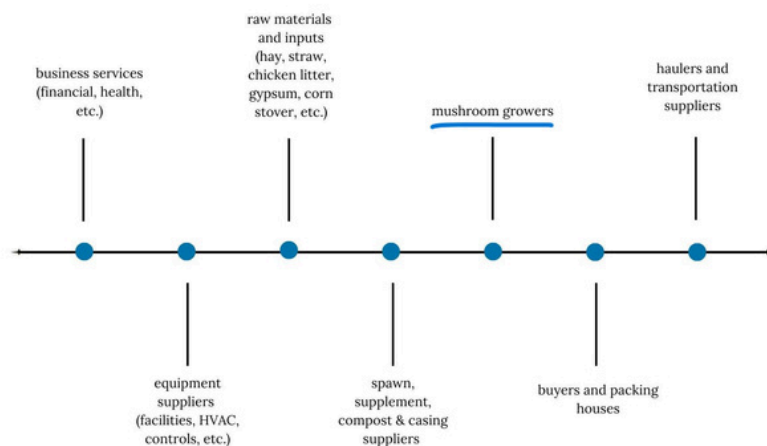 business services
(financial, health,
etc.)
equipment
suppliers
(facilities, HVAC,
controls, etc.)
raw materials
and inputs
(hay, straw,
chicken litter,
gypsum, corn
stover, etc.)
spawn,
supplement,
compost & casing
suppliers
mushroom growers
buyers and packing
houses
haulers and
transportation
suppliers